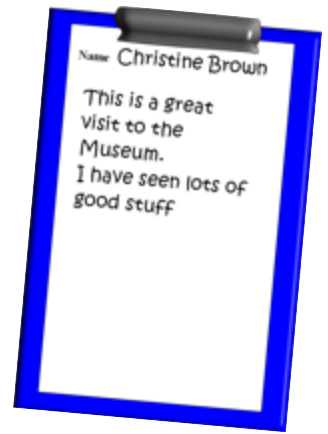 Name Christine Brown
This is a great
visit to the
Museum.
I have seen lots of
good stuff